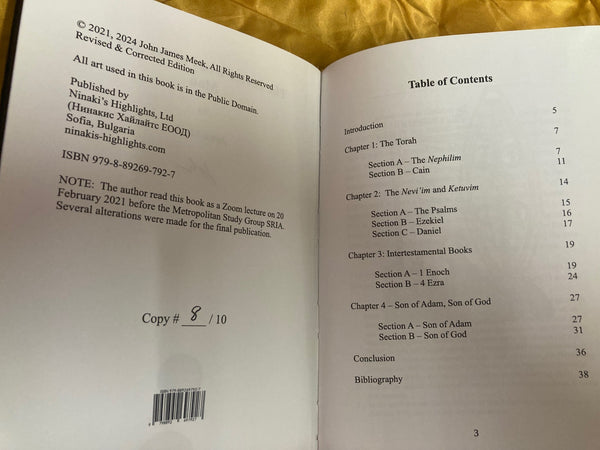 © 2021, 2024 John James Meek, All Rights Reserved
Revised & Corrected Edition
All art used in this book is in the Public Domain.
Published by
Ninaki's Highlights, Ltd
(Нинакис Хайлайтс ЕООД)
Sofia, Bulgaria
ninakis-highlights.com
ISBN 979-8-89269-792-7
NOTE: The author read this book as a Zoom lecture on 20
February 2021 before the Metropolitan Study Group SRIA.
Several alterations were made for the final publication.
Copy # 8 / 10
Table of Contents
Introduction 5
Chapter 1: The Torah 7
Section A – The Nephilim 7
Section B – Cain 11
Chapter 2: The Nevi'im and Ketuvim 14
Section A – The Psalms 15
Section B – Ezekiel 16
Section C – Daniel 17
Chapter 3: Intertestamental Books 19
Section A – 1 Enoch 19
Section B – 4 Ezra 24
Chapter 4 – Son of Adam, Son of God 27
Section A – Son of Adam 27
Section B – Son of God 31
Conclusion 36
Bibliography 38
3